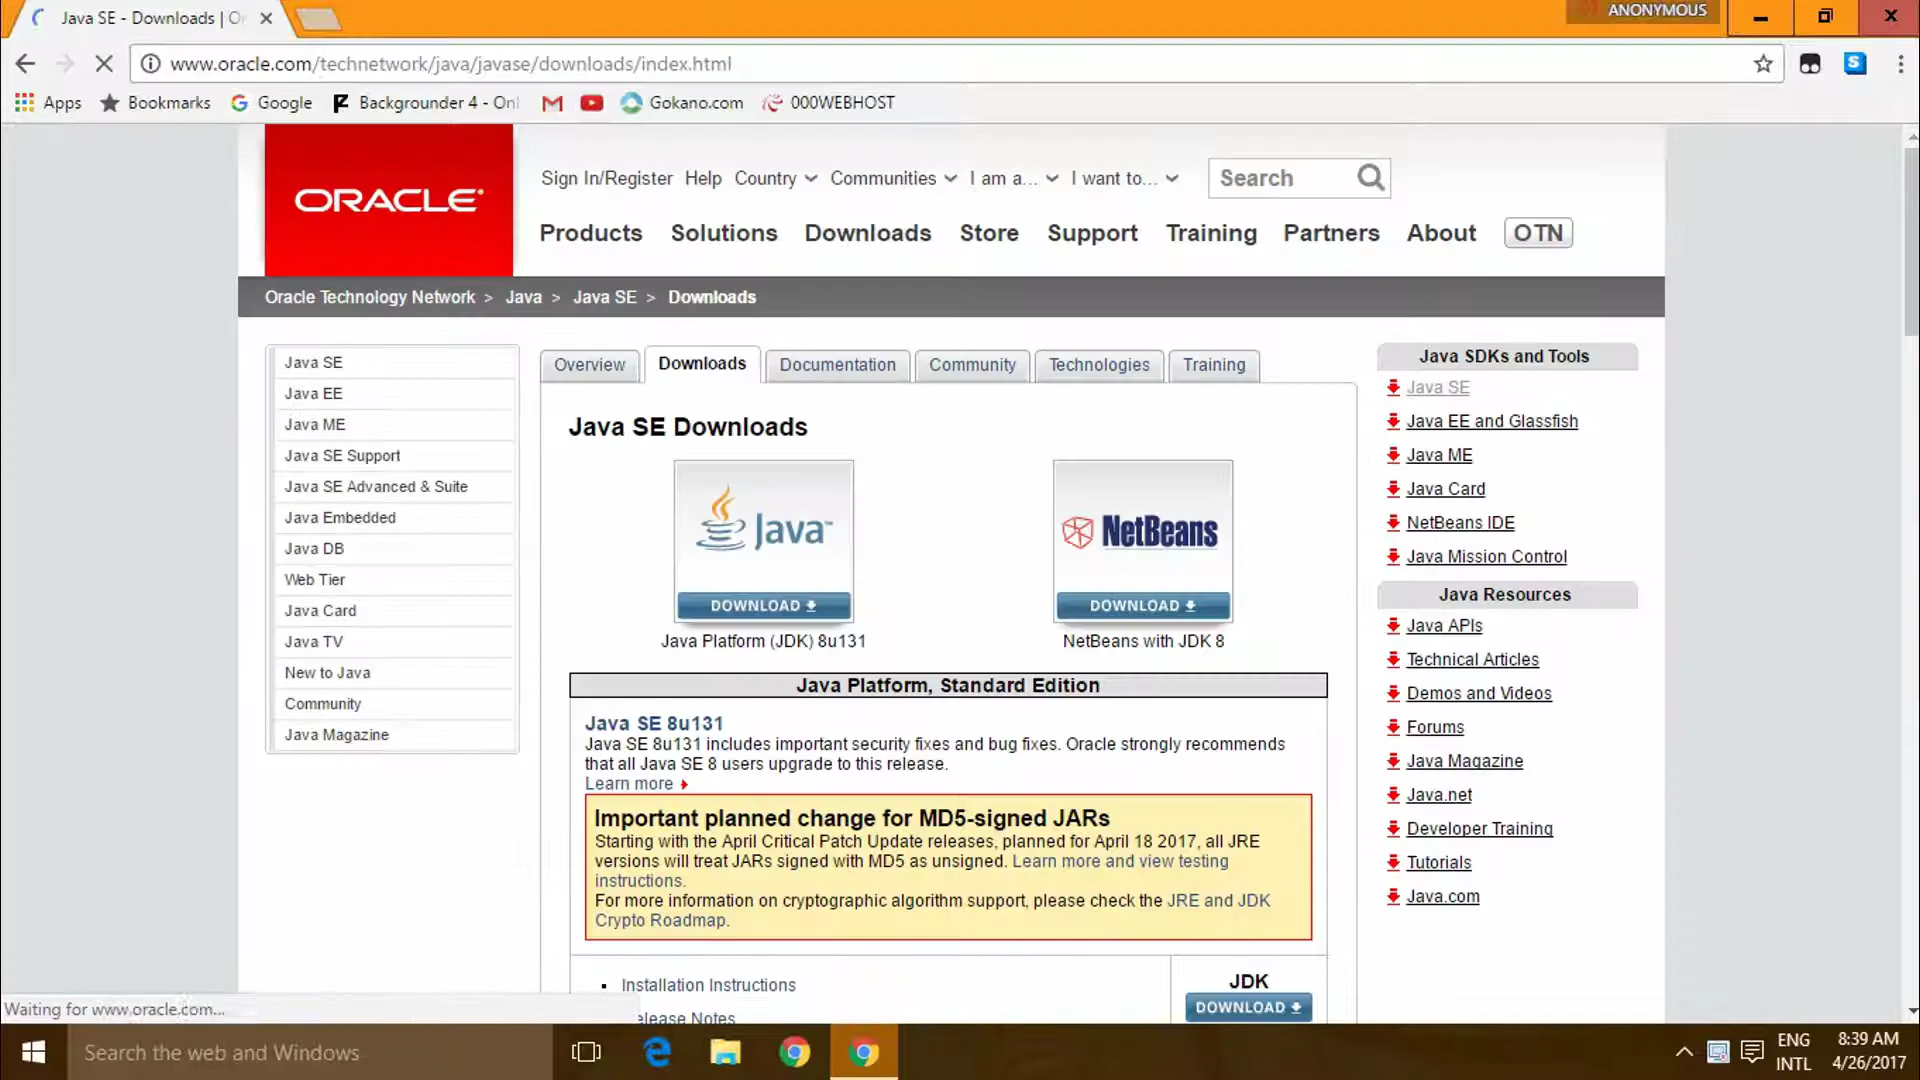 Java SE - Downloads | O
ANONYMOUS
www.oracle.com/technetwork/java/javase/downloads/index.html
S
Apps
Bookmarks
Google
Backgrounder 4 - Onl
Gokano.com
000WEBHOST
ORACLE
Sign In/Register Help Country Communities I am a... I want to... Search
Products Solutions Downloads Store Support Training Partners About OTN
Oracle Technology Network > Java > Java SE > Downloads
Java SE
Java EE
Java ME
Java SE Support
Java SE Advanced & Suite
Java Embedded
Java DB
Web Tier
Java Card
Java TV
New to Java
Community
Java Magazine
Overview Downloads Documentation Community Technologies Training
Java SE Downloads
Java™
DOWNLOAD
Java Platform (JDK) 8u131
NetBeans
DOWNLOAD
NetBeans with JDK 8
Java Platform, Standard Edition
Java SE 8u131
Java SE 8u131 includes important security fixes and bug fixes. Oracle strongly recommends
that all Java SE 8 users upgrade to this release.
Learn more
Important planned change for MD5-signed JARs
Starting with the April Critical Patch Update releases, planned for April 18 2017, all JRE
versions will treat JARs signed with MD5 as unsigned. Learn more and view testing
instructions.
For more information on cryptographic algorithm support, please check the JRE and JDK
Crypto Roadmap.
Installation Instructions
elease Notes
JDK
DOWNLOAD
Java SDKs and Tools
Java SE
Java EE and Glassfish
Java ME
Java Card
NetBeans IDE
Java Mission Control
Java Resources
Java APIs
Technical Articles
Demos and Videos
Forums
Java Magazine
Java.net
Developer Training
Tutorials
Java.com
Waiting for www.oracle.com...
Search the web and Windows
ENG
INTL
8:39 AM
4/26/2017